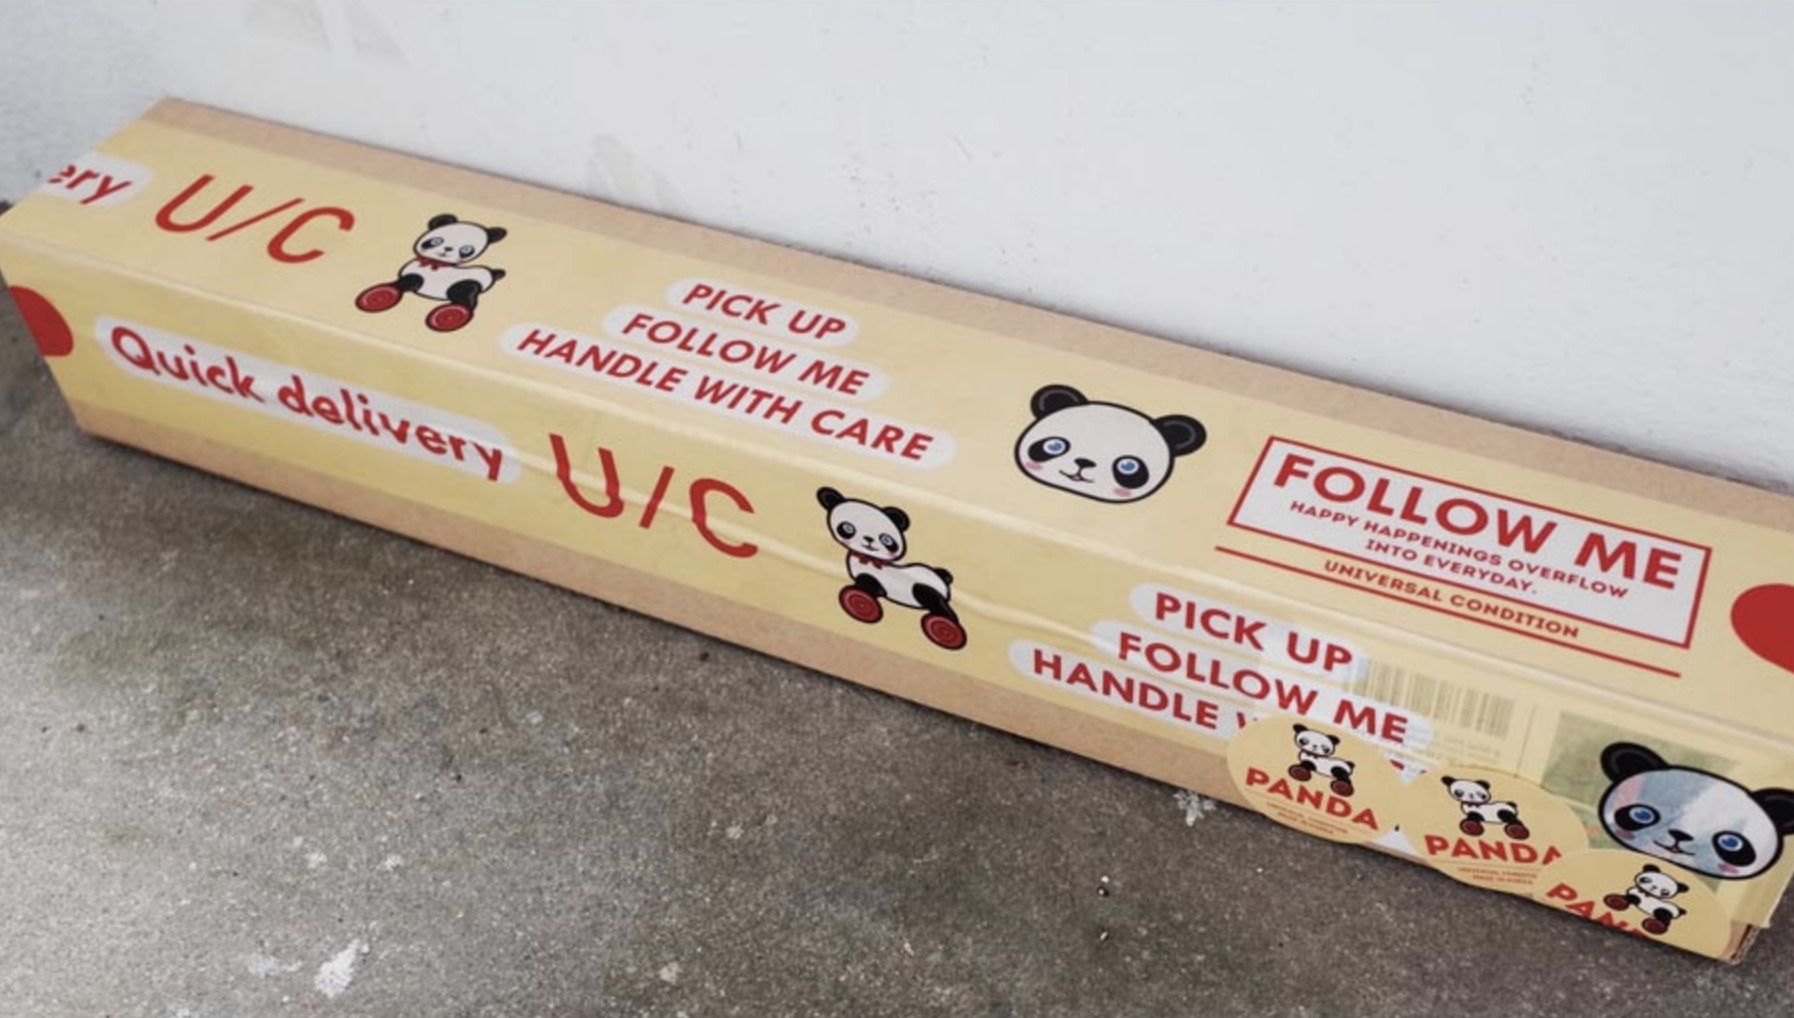 ery
U/C
PICK UP
FOLLOW ME
HANDLE WITH CARE
FOLLOW ME
HAPPY HAPPENINGS OVERFLOW
INTO EVERYDAY.
UNIVERSAL CONDITION
Quick delivery
U/C
PICK UP
FOLLOW ME
HANDLE
PANDA
PANDA
PAN